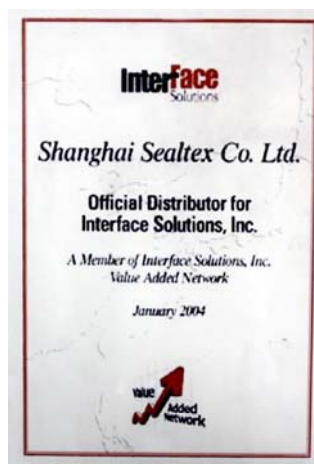 InterFace
Solutions
Shanghai Sealtex Co. Ltd.
Official Distributor for
Interface Solutions, Inc.
A Member of Interface Solutions, Inc.
Value Added Network
January 2004
Value
Added
Network